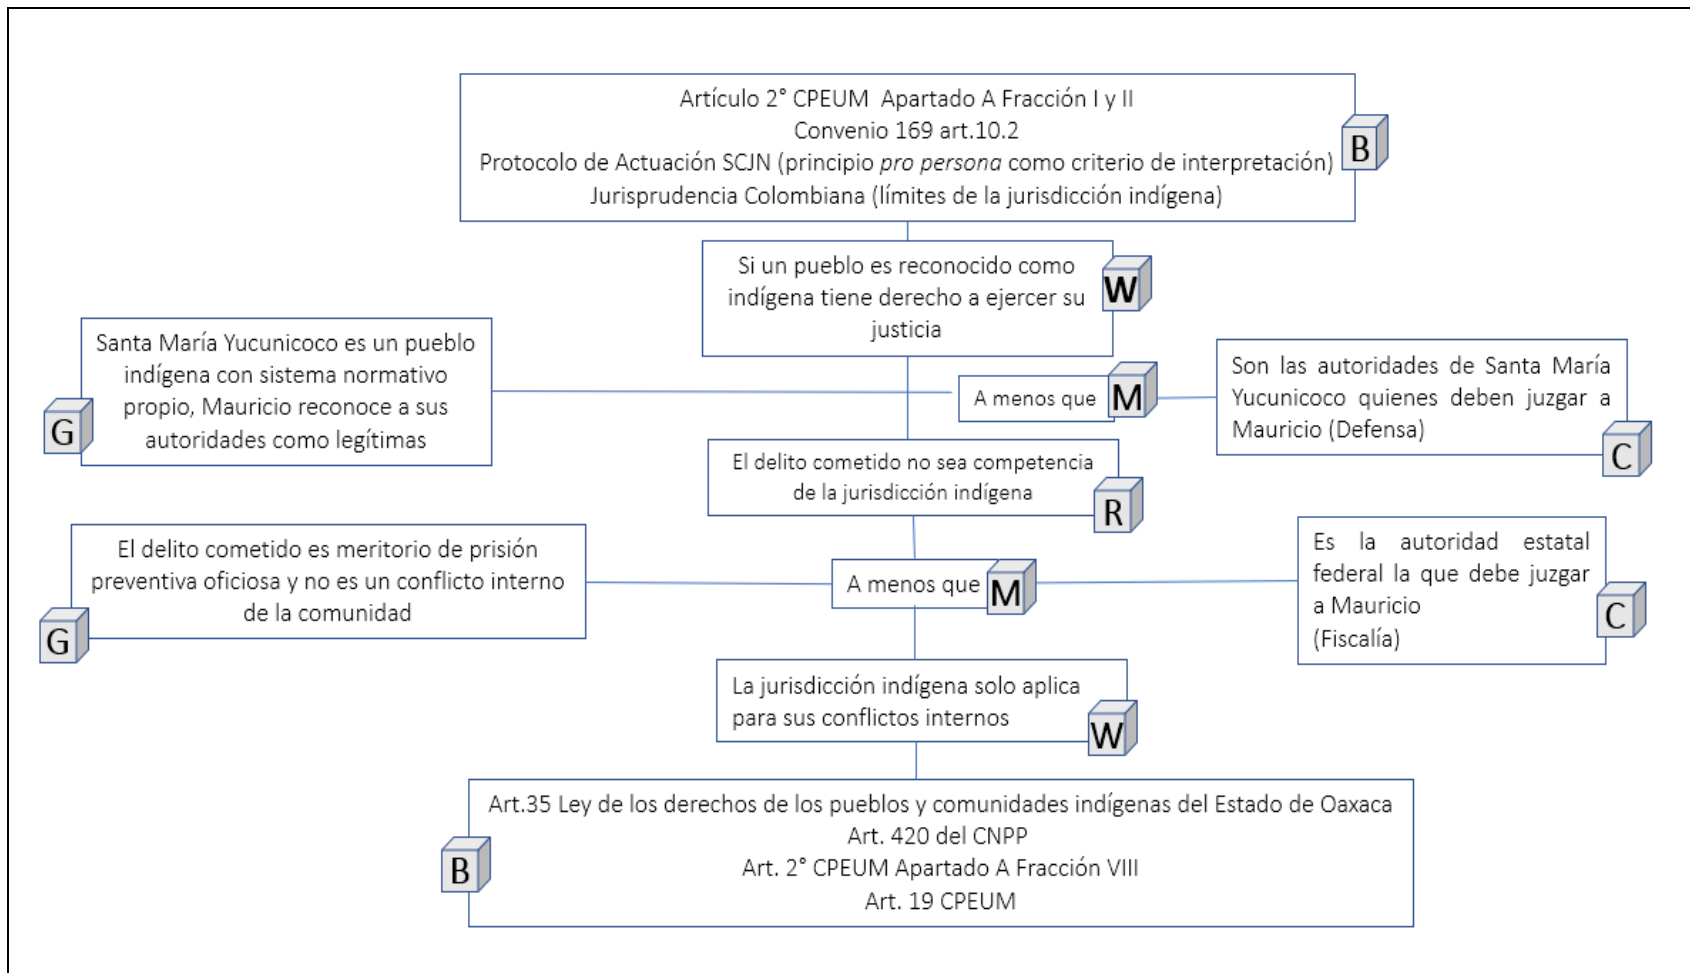 Artículo 2° CPEUM Apartado A Fracción I y II
Convenio 169 art.10.2
Protocolo de Actuación SCJN (principio pro persona como criterio de interpretación)
Jurisprudencia Colombiana (límites de la jurisdicción indígena)
B
Si un pueblo es reconocido como
indígena tiene derecho a ejercer su
justicia
W
Santa María Yucunicoco es un pueblo
indígena con sistema normativo
propio, Mauricio reconoce a sus
autoridades como legítimas
G
A menos que
M
Son las autoridades de Santa María
Yucunicoco quienes deben juzgar a
Mauricio (Defensa)
C
El delito cometido no sea competencia
de la jurisdicción indígena
R
El delito cometido es meritorio de prisión
preventiva oficiosa y no es un conflicto interno
de la comunidad
G
A menos que
M
Es la autoridad estatal
federal la que debe juzgar
a Mauricio
(Fiscalía)
C
La jurisdicción indígena solo aplica
para sus conflictos internos
W
Art.35 Ley de los derechos de los pueblos y comunidades indígenas del Estado de Oaxaca
Art. 420 del CNPP
Art. 2° CPEUM Apartado A Fracción VIII
Art. 19 CPEUM
B